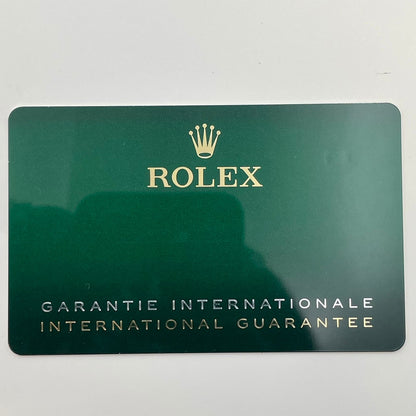 ROLEX
GARANTIE INTERNATIONALE
INTERNATIONAL GUARANTEE